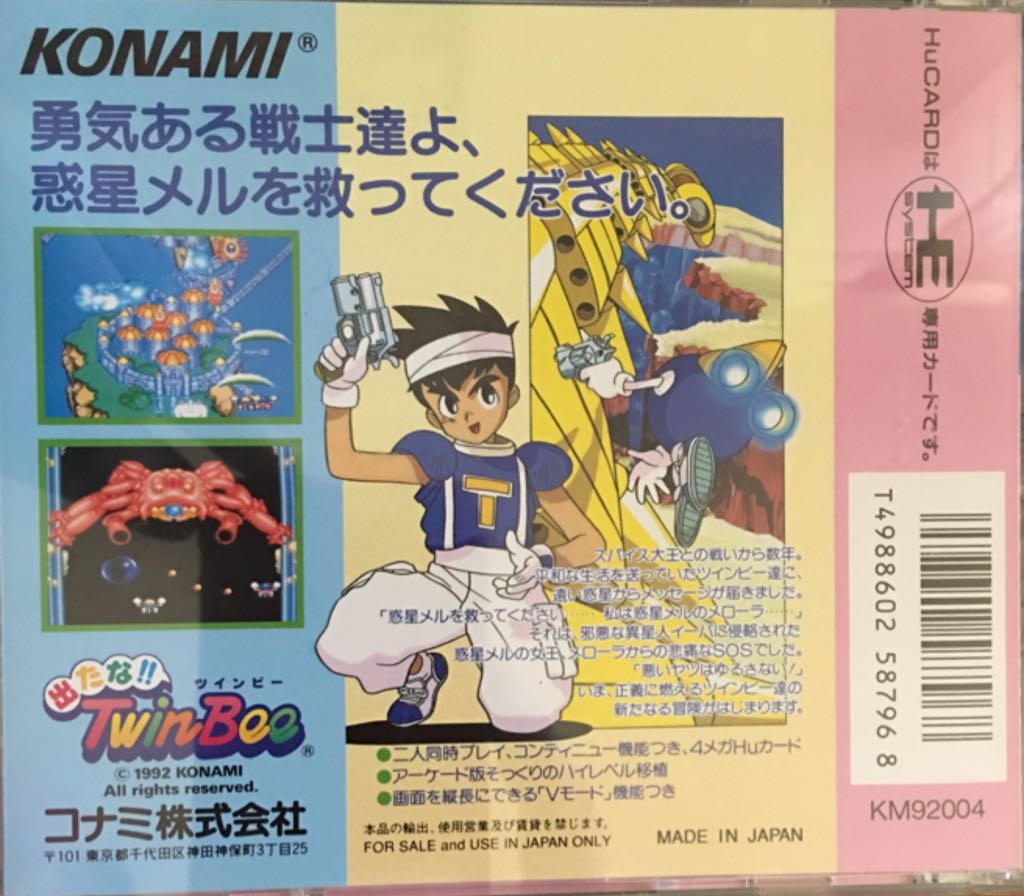 KONAMI®
勇気ある戦士達よ、
惑星メルを救ってください。
T
スパイス大王との戦いから数年。
平和な生活を送っていたツインビー達に、
遠い惑星からメッセージが届きました。
「惑星メルを救ってください……私は惑星メルのメローラ……」
それは、邪悪な異星人イーバに侵略された
惑星メルの女王、メローラからの悲痛なSOSでした。
「悪いヤツはゆるさない!」
いま、正義に燃えるツインビー達の
新たなる冒険がはじまります。
出たな!!
ツインビー
TwinBee®
© 1992 KONAMI
All rights reserved.
コナミ株式会社
〒101 東京都千代田区神田神保町3丁目25
●二人同時プレイ、コンティニュー機能つき、4メガHuカード
●アーケード版そっくりのハイレベル移植
●画面を縦長にできる「Vモード」機能つき
本品の輸出、使用営業及び賃貸を禁じます。
FOR SALE and USE IN JAPAN ONLY
MADE IN JAPAN
HuCARDは HE system 専用カードです。
T4988602 58796 8
KM92004